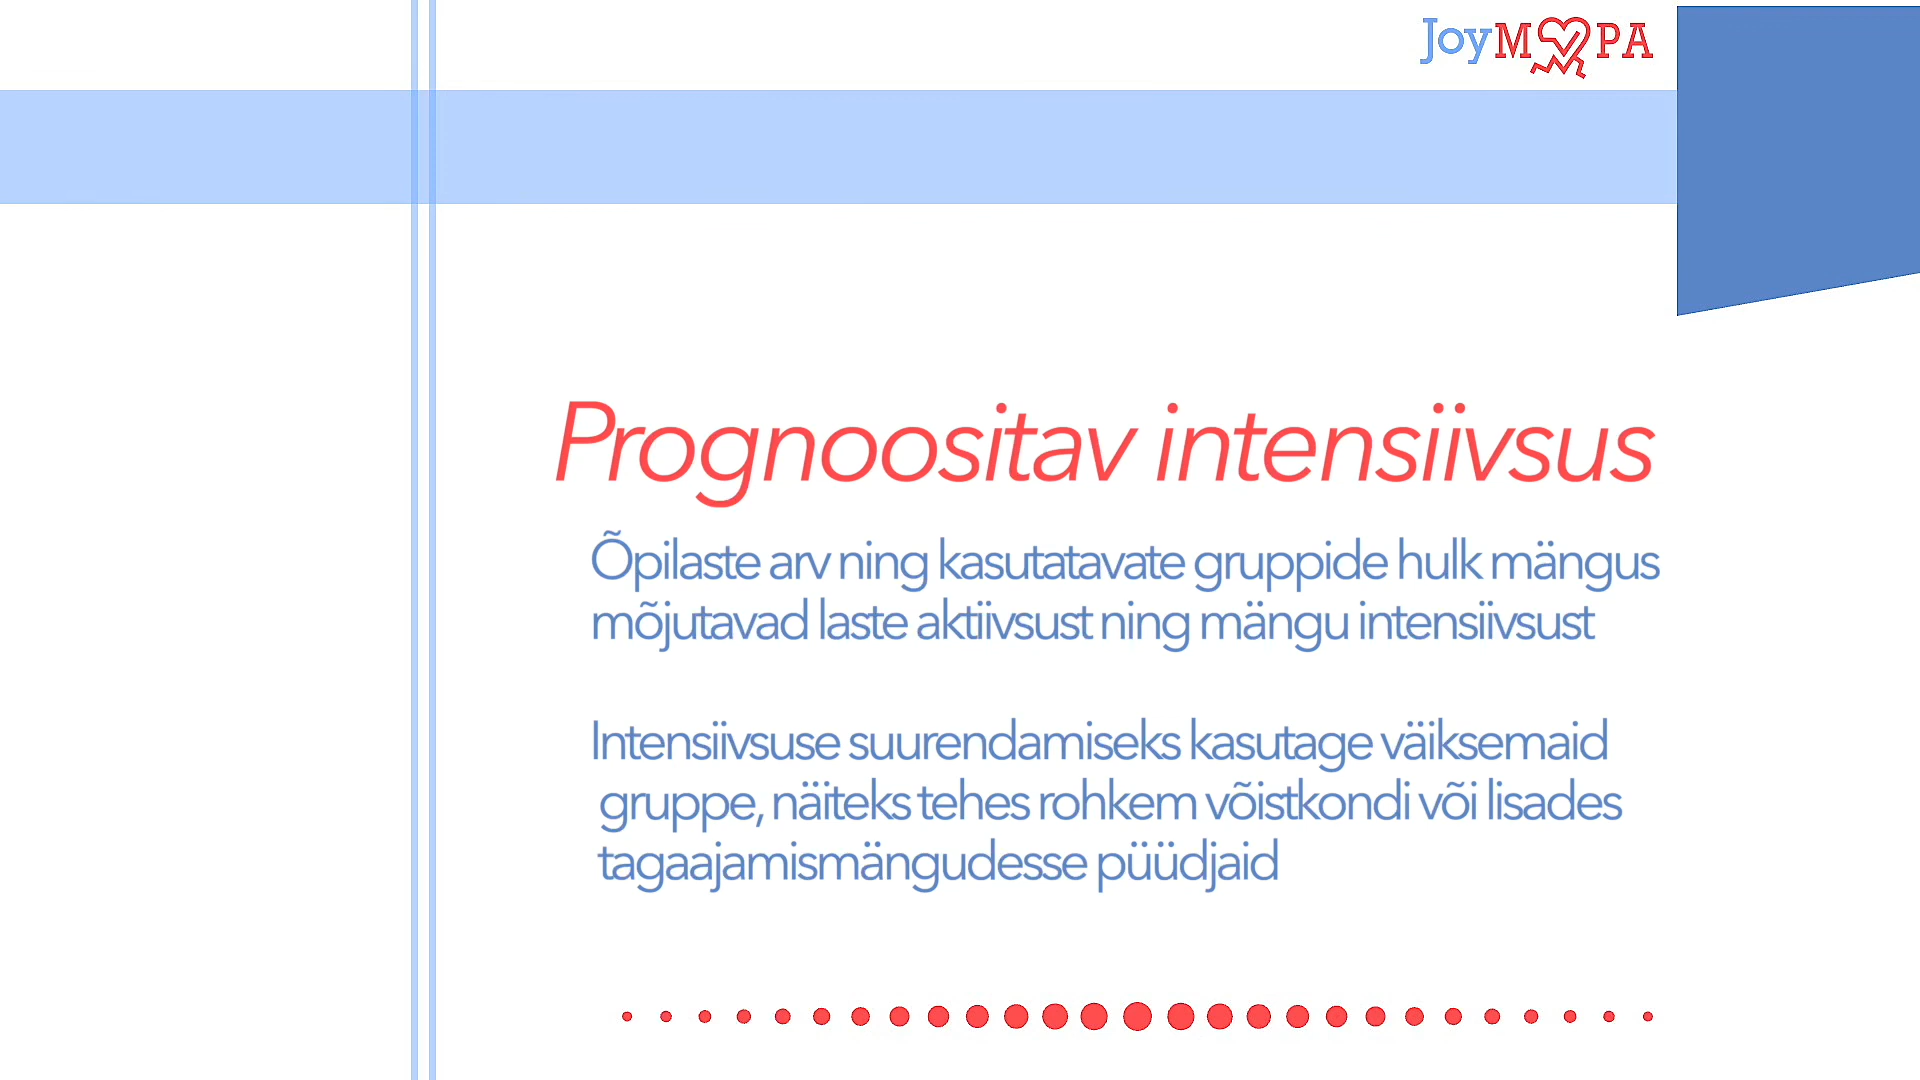 JoyMOPA
Prognoositav intensiivsus
Õpilaste arv ning kasutatavate gruppide hulk mängus
mõjutavad laste aktiivsust ning mängu intensiivsust
Intensiivsuse suurendamiseks kasutage väiksemaid
gruppe, näiteks tehes rohkem võistkondi või lisades
tagaajamismängudesse püüdjaid